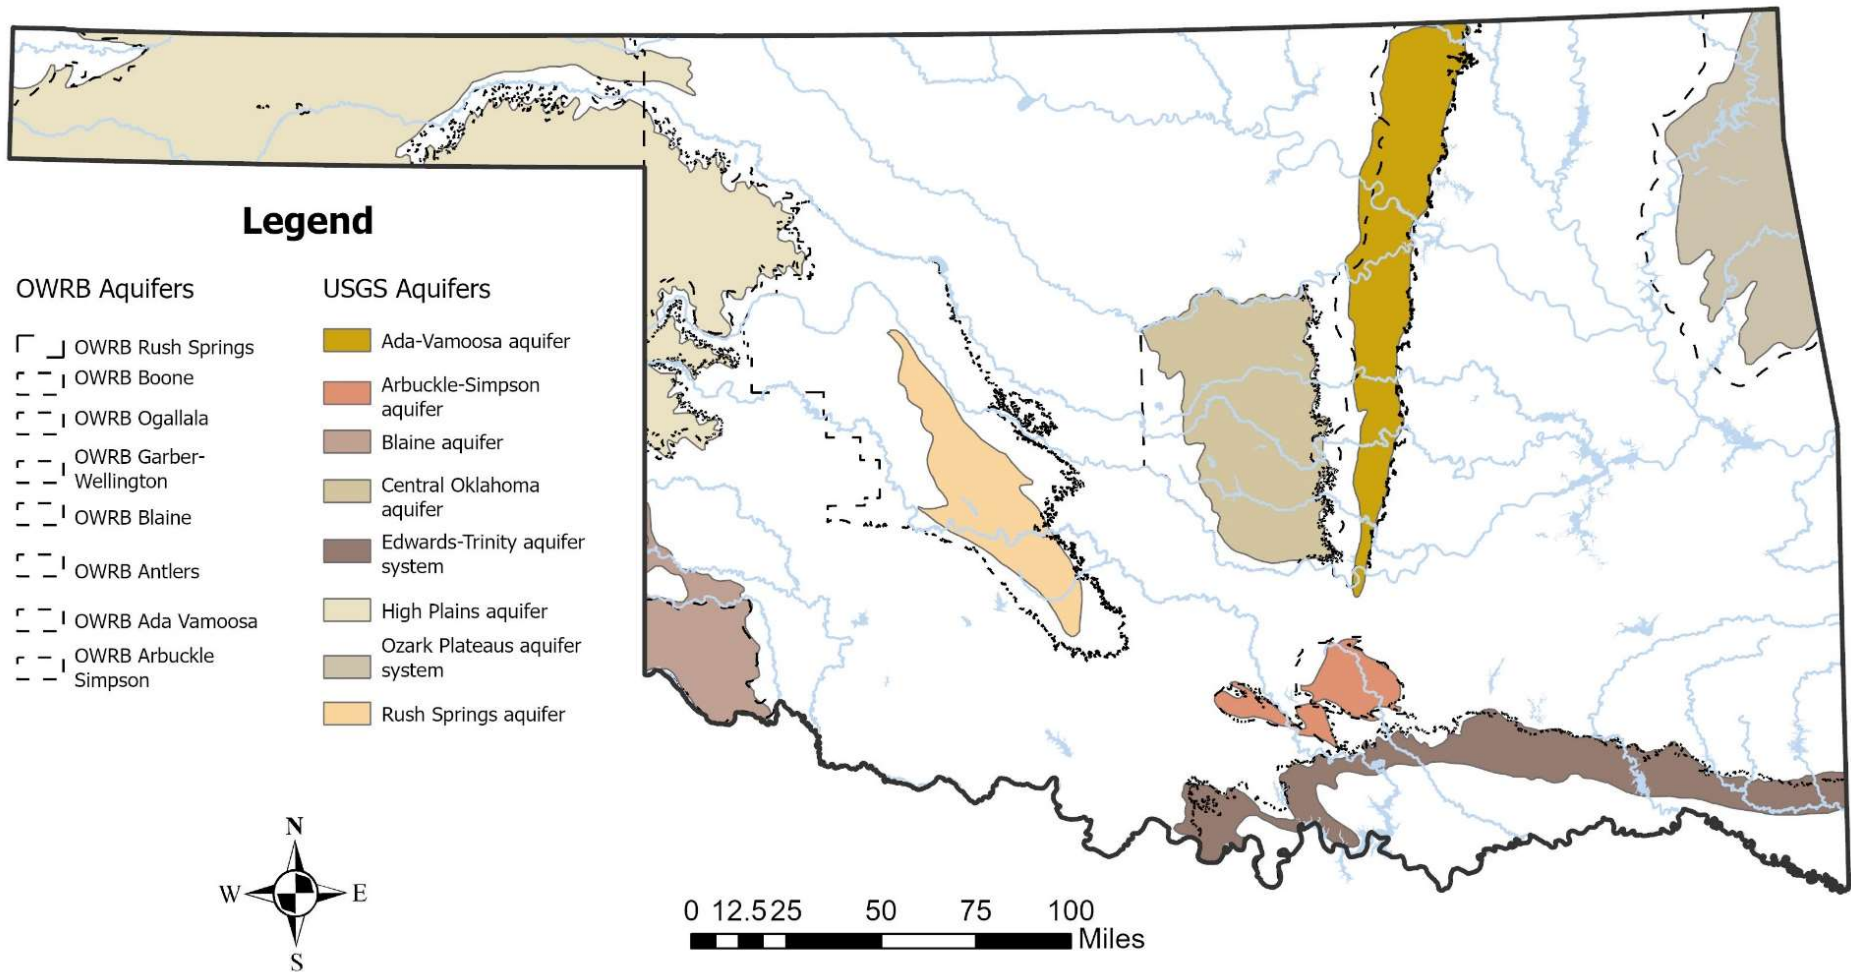 Legend
OWRB Aquifers
OWRB Rush Springs
OWRB Boone
OWRB Ogallala
OWRB Garber-
Wellington
OWRB Blaine
OWRB Antlers
OWRB Ada Vamoosa
OWRB Arbuckle
Simpson
USGS Aquifers
Ada-Vamoosa aquifer
Arbuckle-Simpson
aquifer
Blaine aquifer
Central Oklahoma
aquifer
Edwards-Trinity aquifer
system
High Plains aquifer
Ozark Plateaus aquifer
system
Rush Springs aquifer
N
W E
S
0 12.5 25 50 75 100
Miles